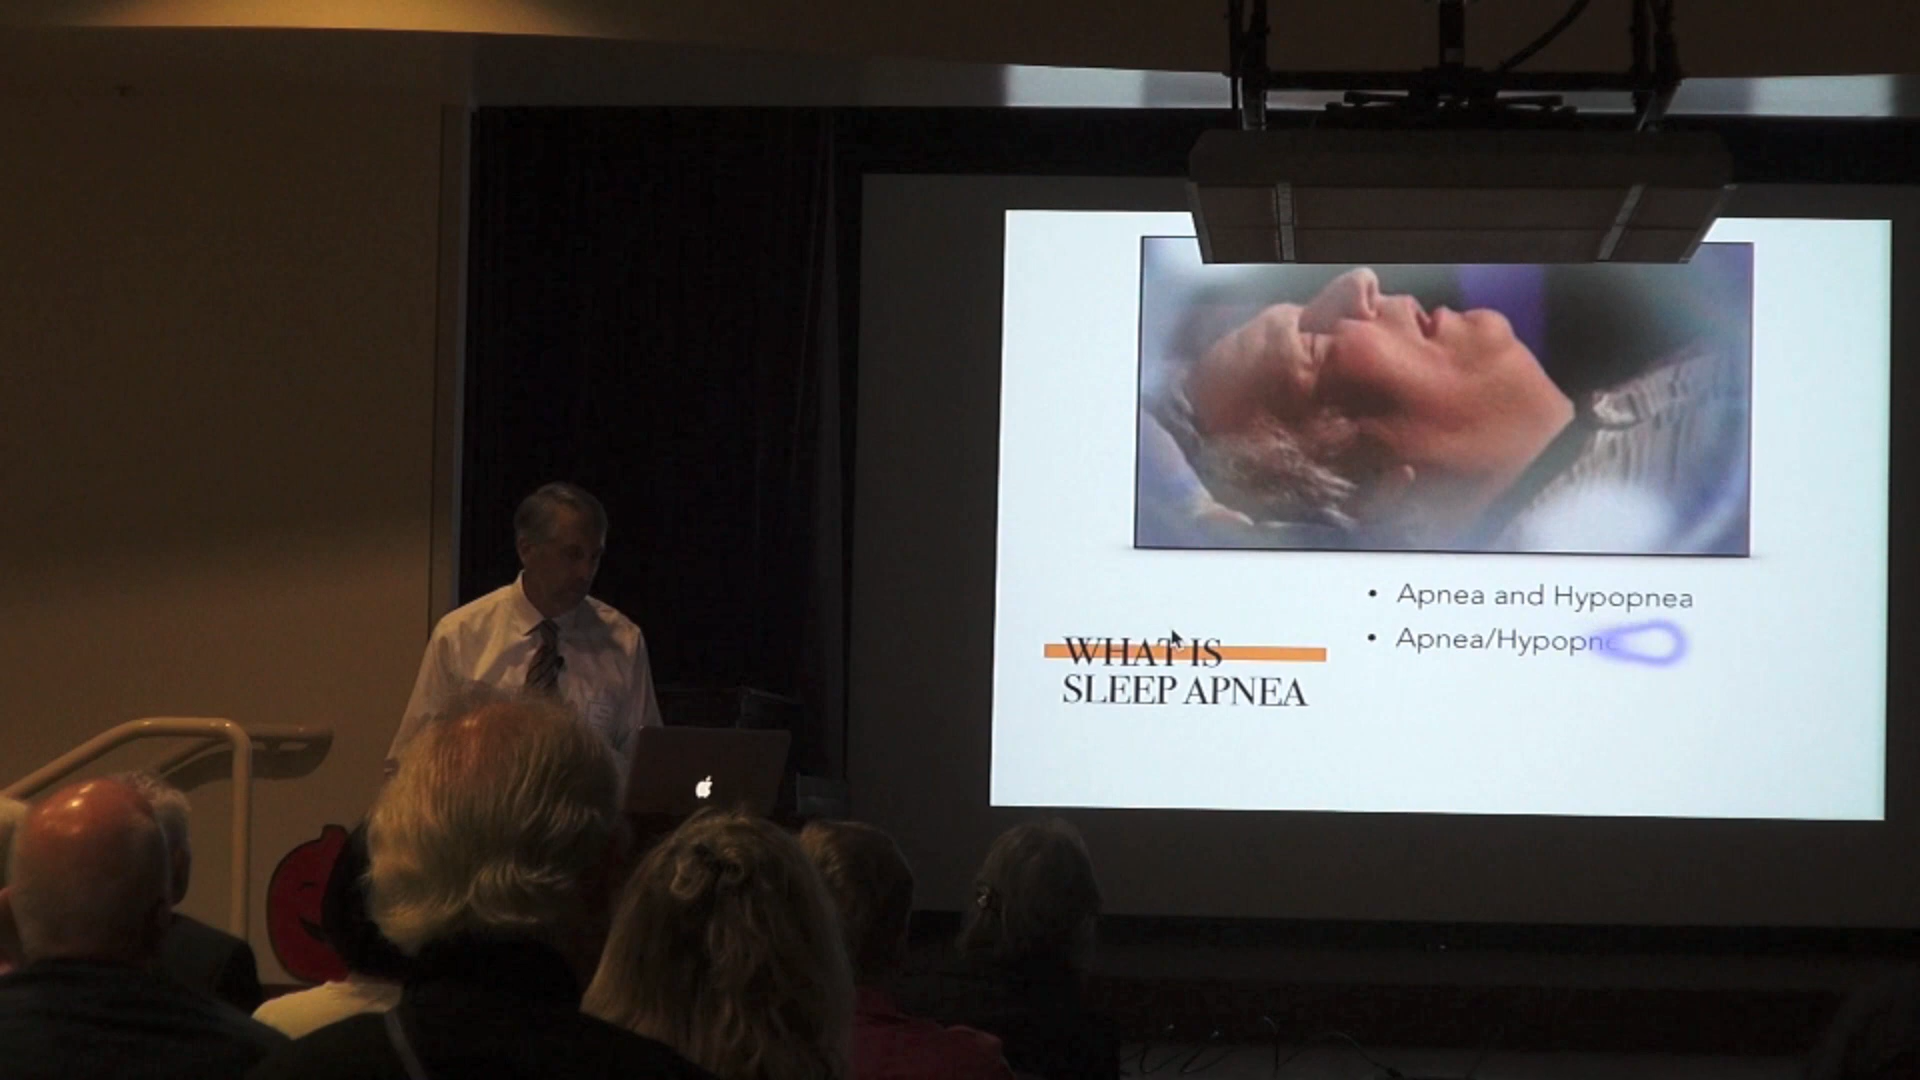 WHAT IS
SLEEP APNEA
• Apnea and Hypopnea
• Apnea/Hypopn